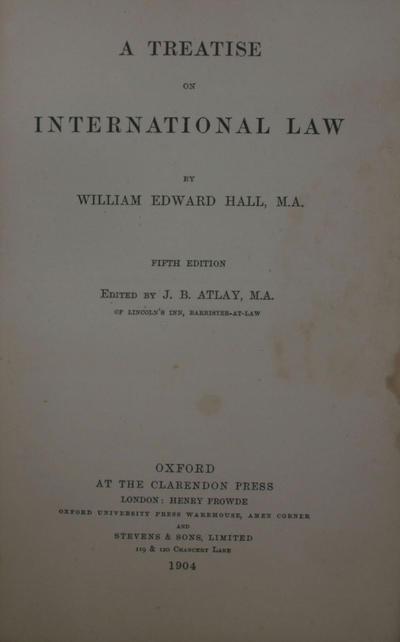 A TREATISE
ON
INTERNATIONAL LAW
BY
WILLIAM EDWARD HALL, M.A.
FIFTH EDITION
EDITED BY J. B. ATLAY, M.A.
OF LINCOLN'S INN, BARRISTER-AT-LAW
OXFORD
AT THE CLARENDON PRESS
LONDON: HENRY FROWDE
OXFORD UNIVERSITY PRESS WAREHOUSE, AMEN CORNER
AND
STEVENS & SONS, LIMITED
119 & 120 CHANCERY LANE
1904